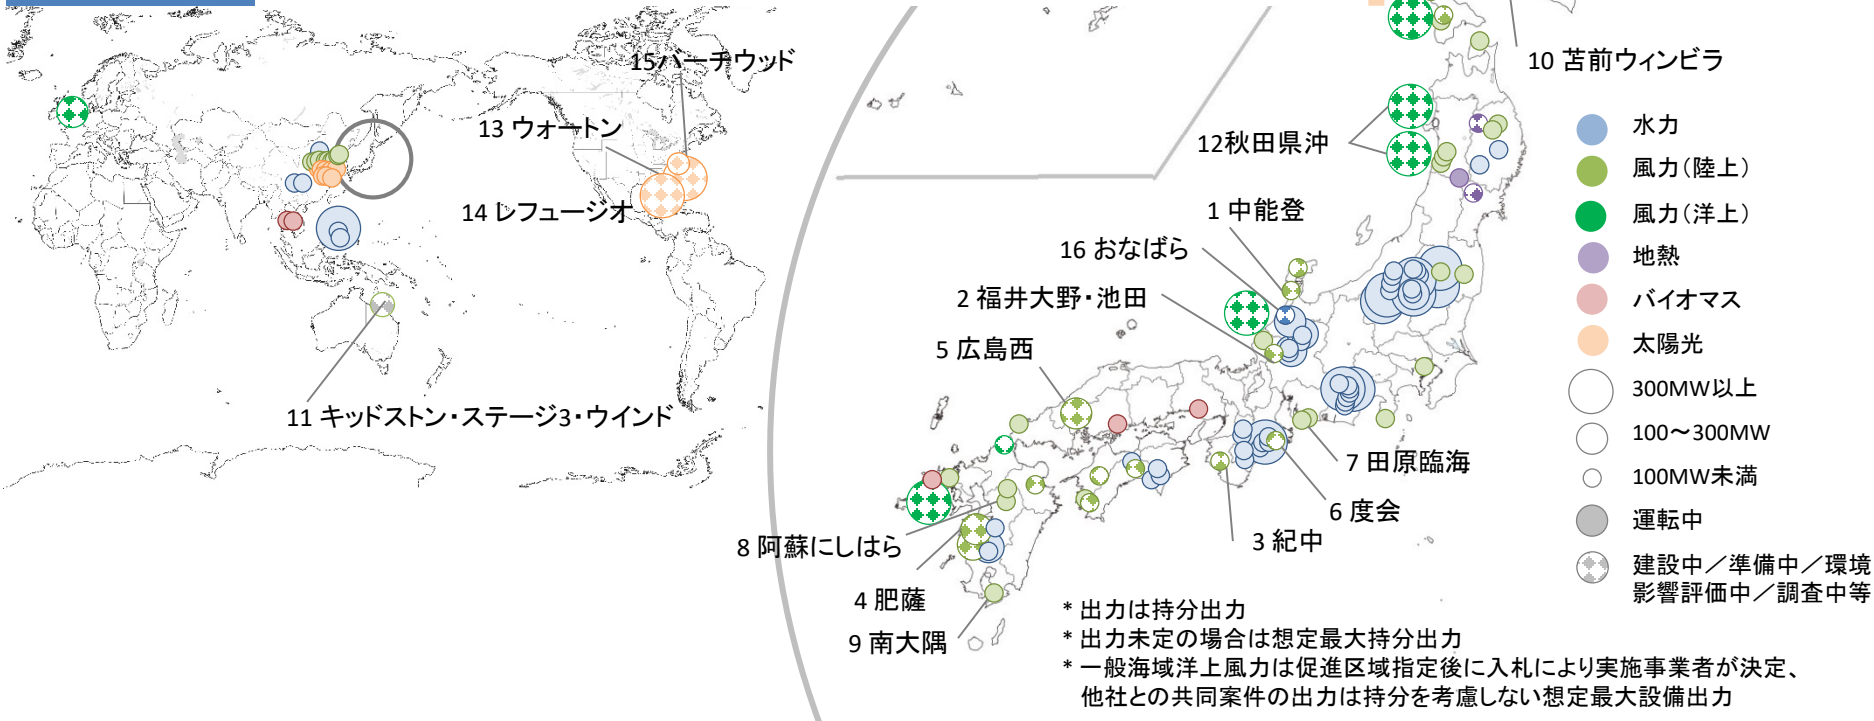 15バーチウッド
13 ウォートン
14 レフュージオ
11 キッドストン・ステージ3・ウインド
10 苫前ウィンビラ
12秋田県沖
1 中能登
16 おなばら
2 福井大野・池田
5 広島西
7 田原臨海
6 度会
3 紀中
8 阿蘇にしはら
4 肥薩
9 南大隅
水力
風力（陸上）
風力（洋上）
地熱
バイオマス
太陽光
300MW以上
100～300MW
100MW未満
運転中
建設中／準備中／環境
影響評価中／調査中等
* 出力は持分出力
* 出力未定の場合は想定最大持分出力
* 一般海域洋上風力は促進区域指定後に入札により実施事業者が決定、
他社との共同案件の出力は持分を考慮しない想定最大設備出力